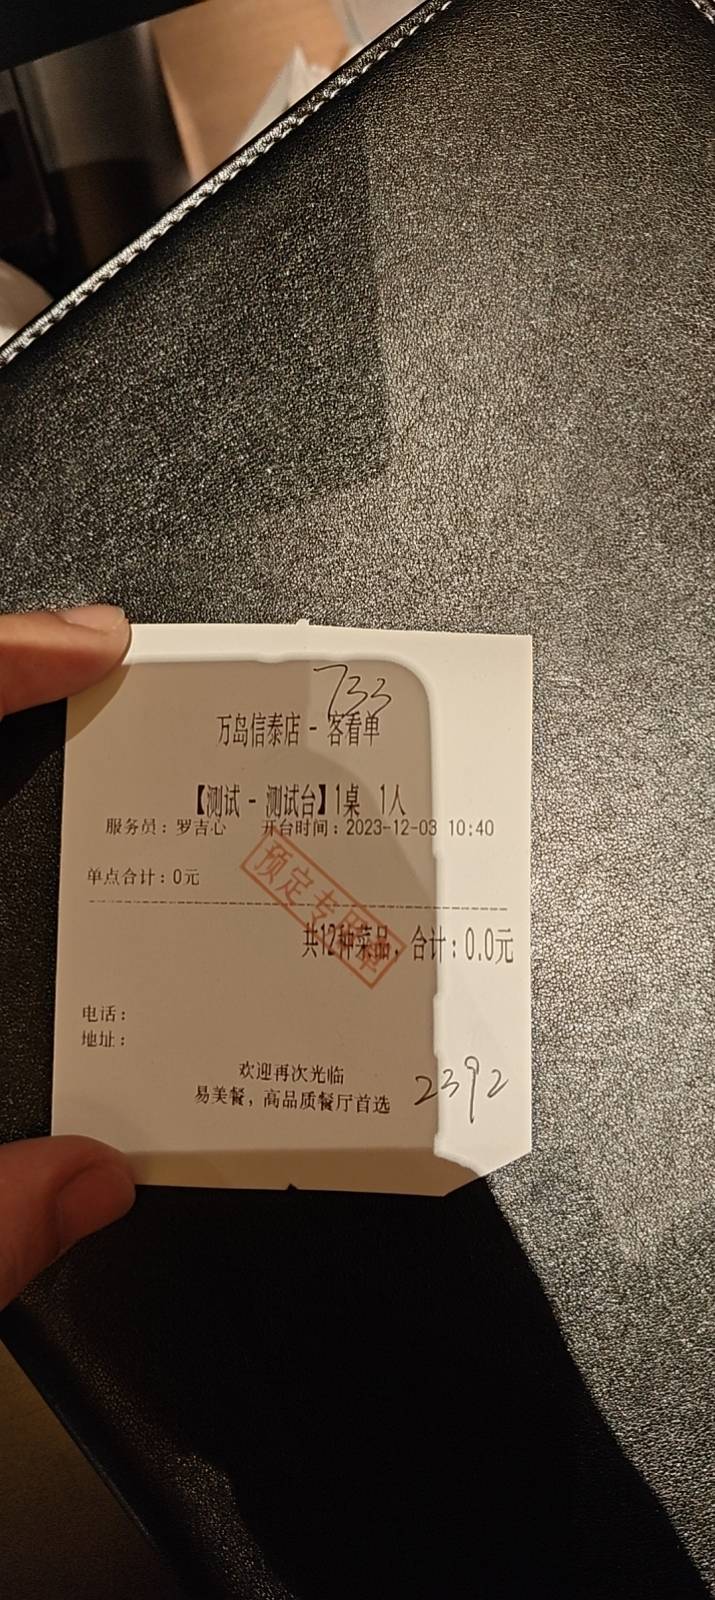 733
万岛信泰店 - 客看单
【测试 - 测试台】1桌 1人
服务员：罗吉心 开台时间：2023-12-03 10:40
单点合计：0元
预定专用单
共12种菜品，合计：0.0元
电话：
地址：
欢迎再次光临
易美餐，高品质餐厅首选
2392